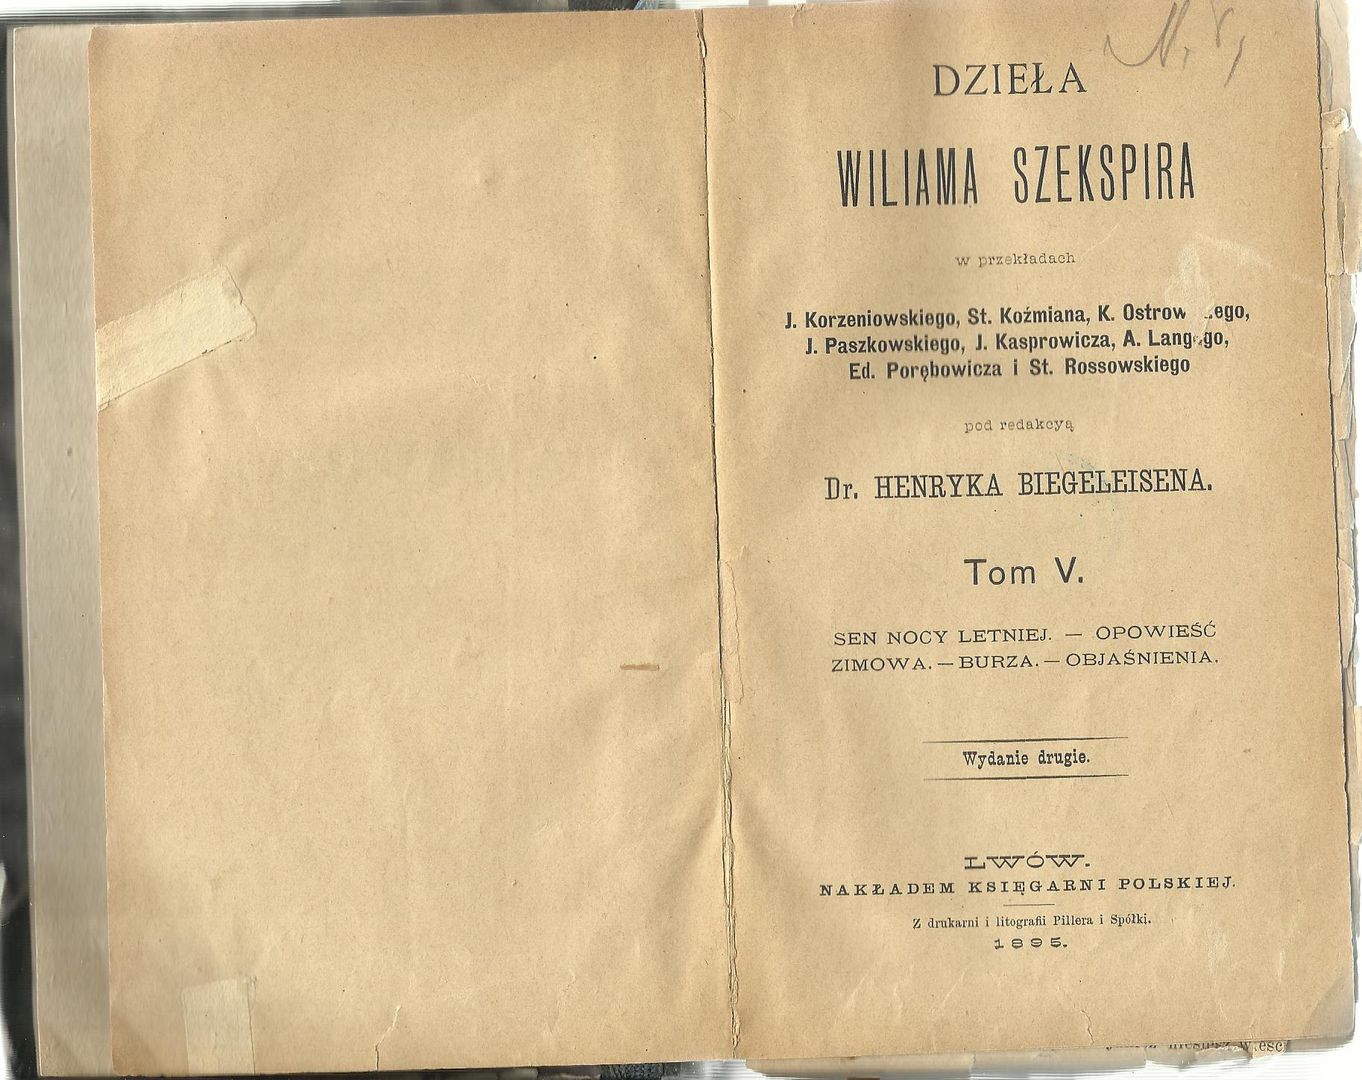 DZIEŁA
WILIAMA SZEKSPIRA
w przekładach
J. Korzeniowskiego, St. Koźmiana, K. Ostrow ego,
J. Paszkowskiego, J. Kasprowicza, A. Lang go,
Ed. Porębowicza i St. Rossowskiego
pod redakcyą
Dr. HENRYKA BIEGELEISENA.
Tom V.
SEN NOCY LETNIEJ. — OPOWIEŚĆ
ZIMOWA. — BURZA. — OBJAŚNIENIA.
Wydanie drugie.
LWÓW.
NAKŁADEM KSIĘGARNI POLSKIEJ.
Z drukarni i litografii Pillera i Spółki.
1895.